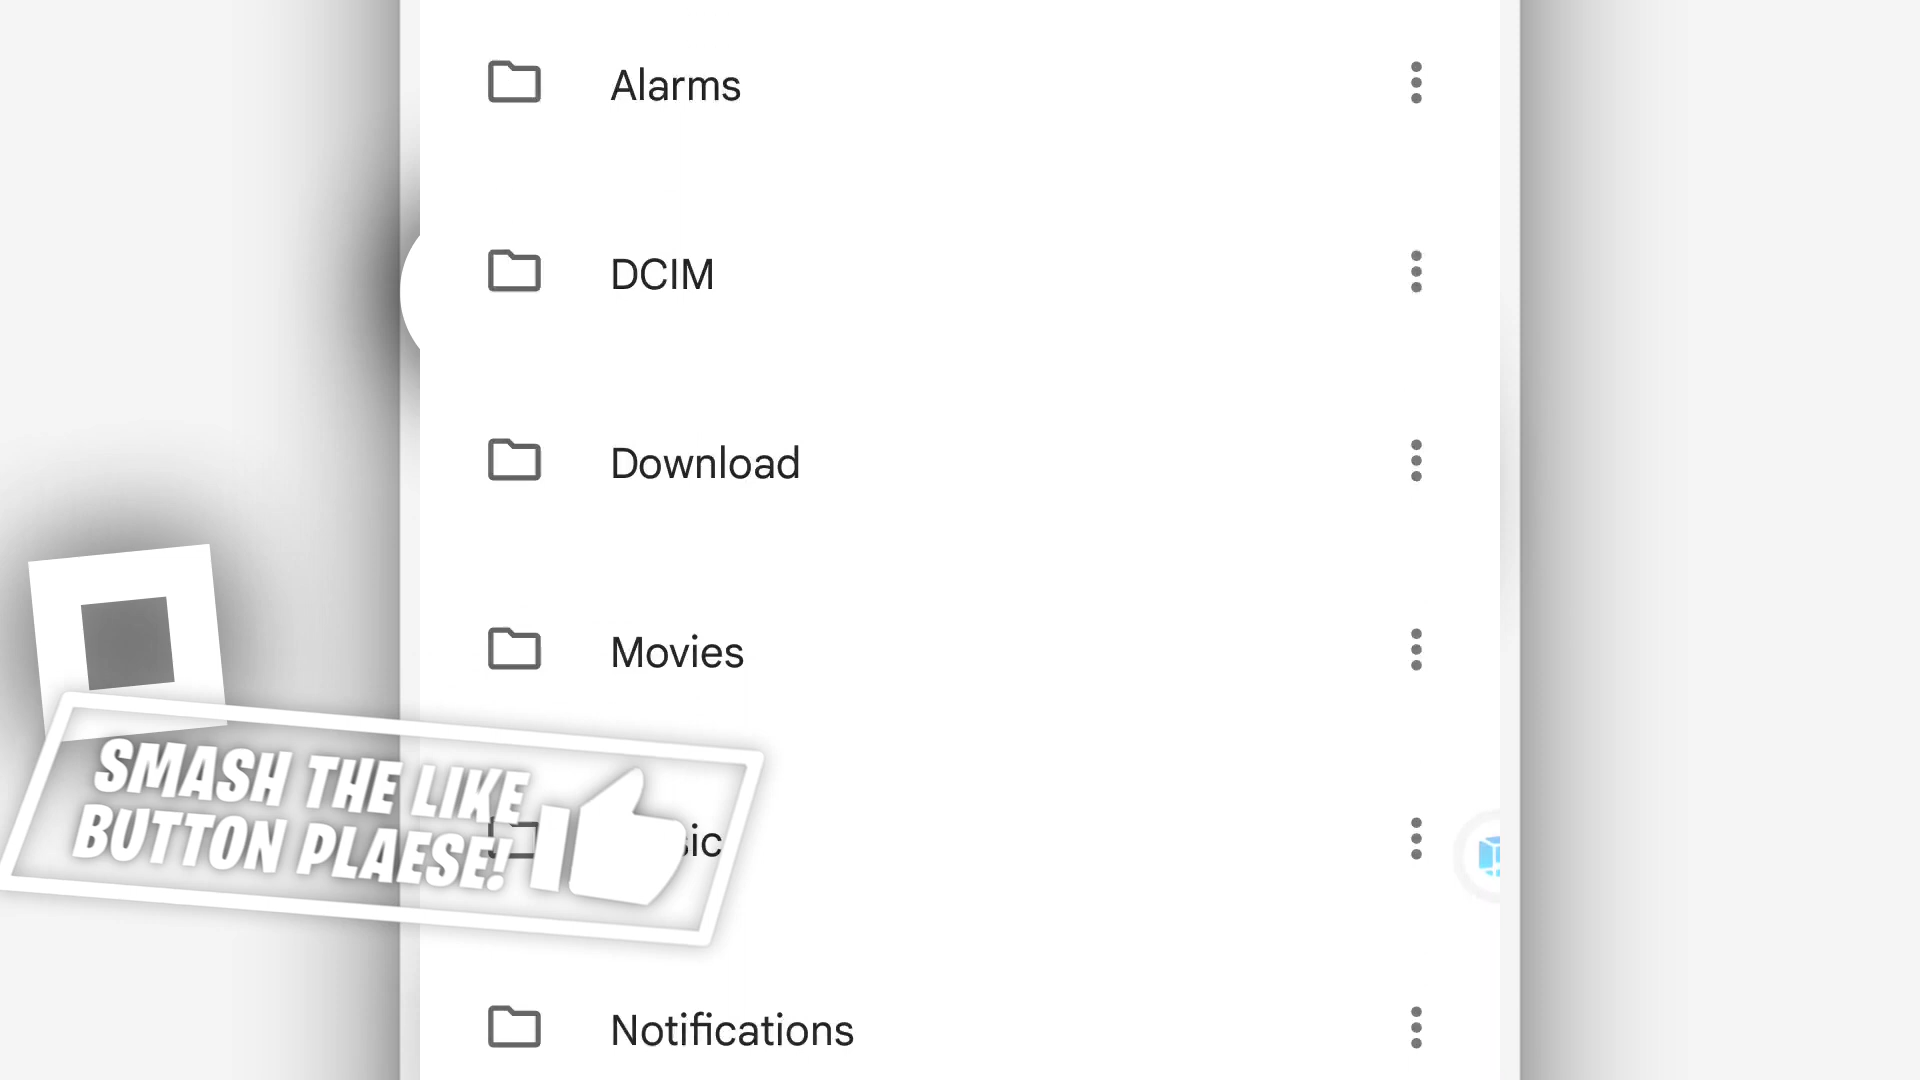 Alarms
DCIM
Download
Movies
SMASH THE LIKE
BUTTON PLAESE!
Notifications